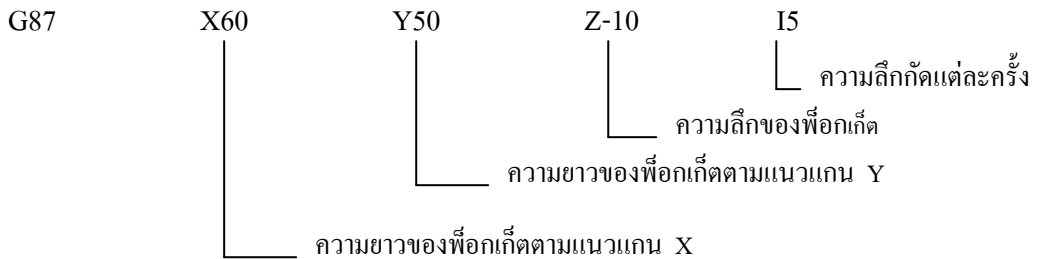 G87 X60 Y50 Z-10 I5
ความลึกกัดแต่ละครั้ง
ความลึกของพ็อกเก็ต
ความยาวของพ็อกเก็ตตามแนวแกน Y
ความยาวของพ็อกเก็ตตามแนวแกน X